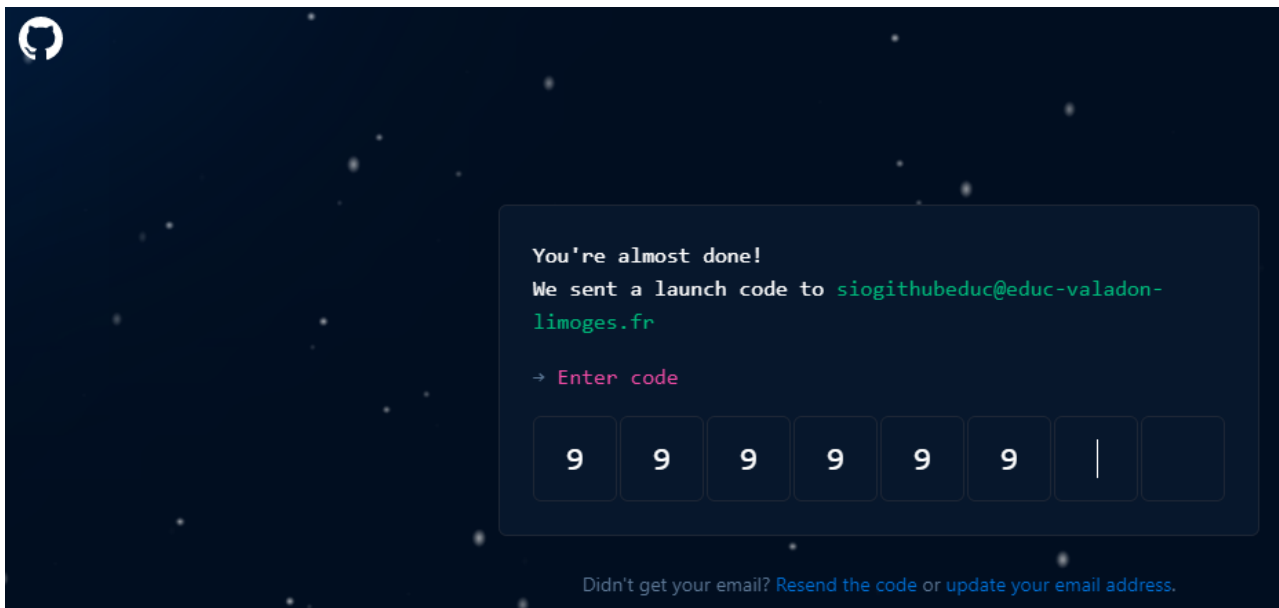 You're almost done!
We sent a launch code to siogithubeduc@educ-valadon-
limoges.fr
→ Enter code
9 9 9 9 9 9
Didn't get your email? Resend the code or update your email address.